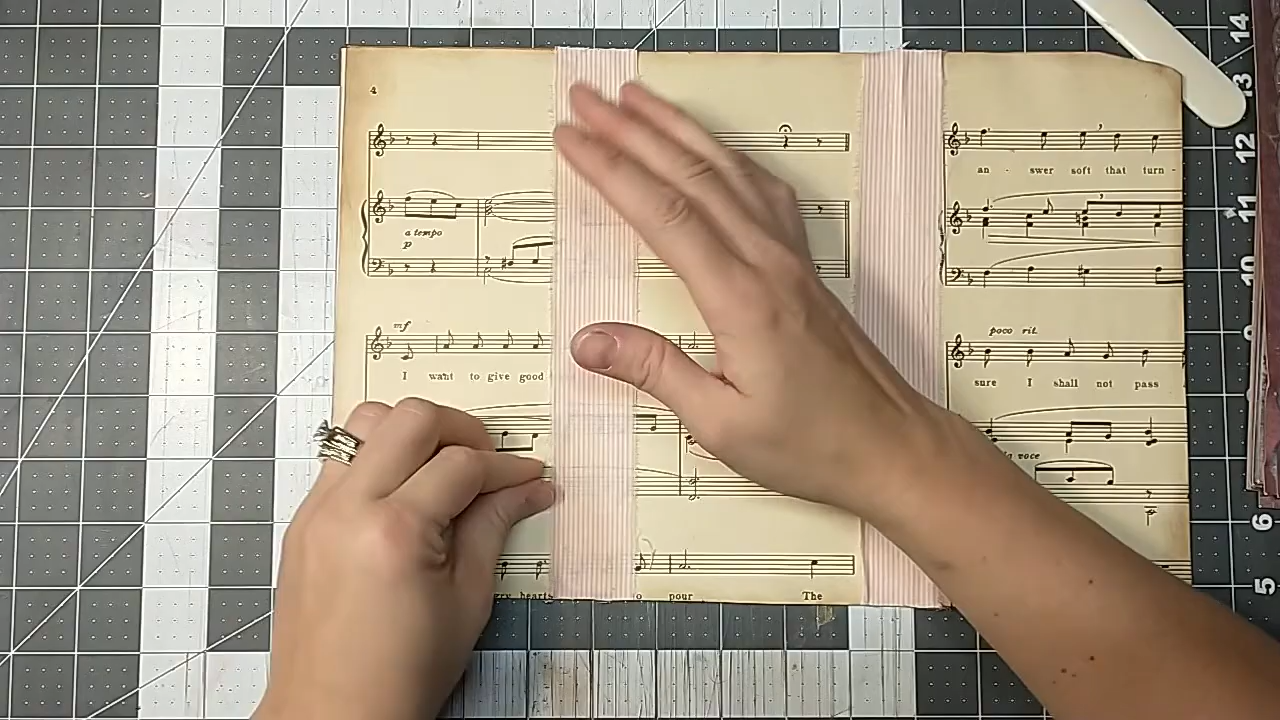 4
an - swer soft that turn -
a tempo
p
mf
poco rit.
I want to give good
sure I shall not pass
voce
hearts
pour The
14
13
12
11
10
9
6
5